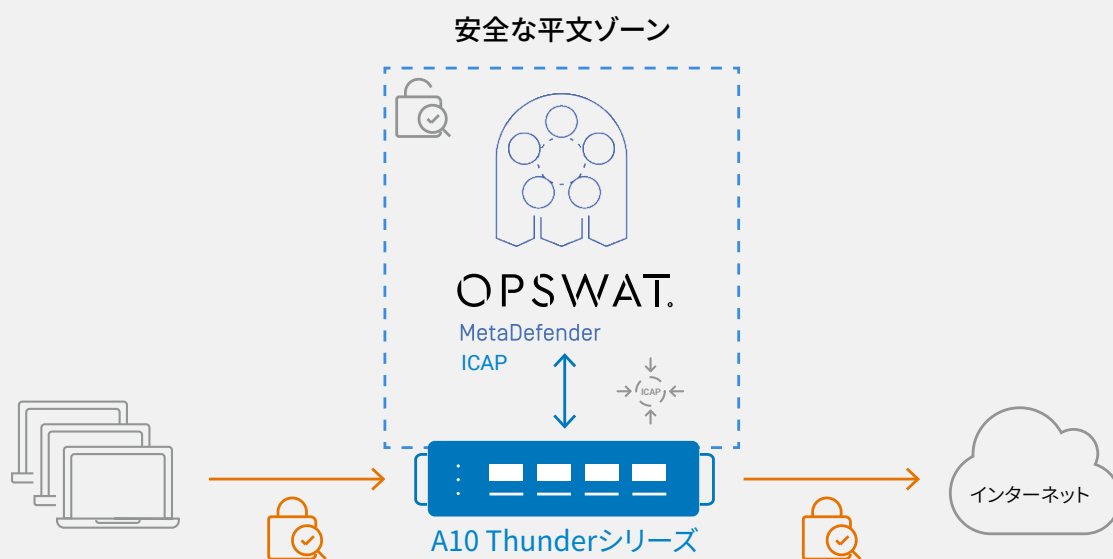 安全な平文ゾーン
OPSWAT.
MetaDefender
ICAP
ICAP
インターネット
A10 Thunderシリーズ